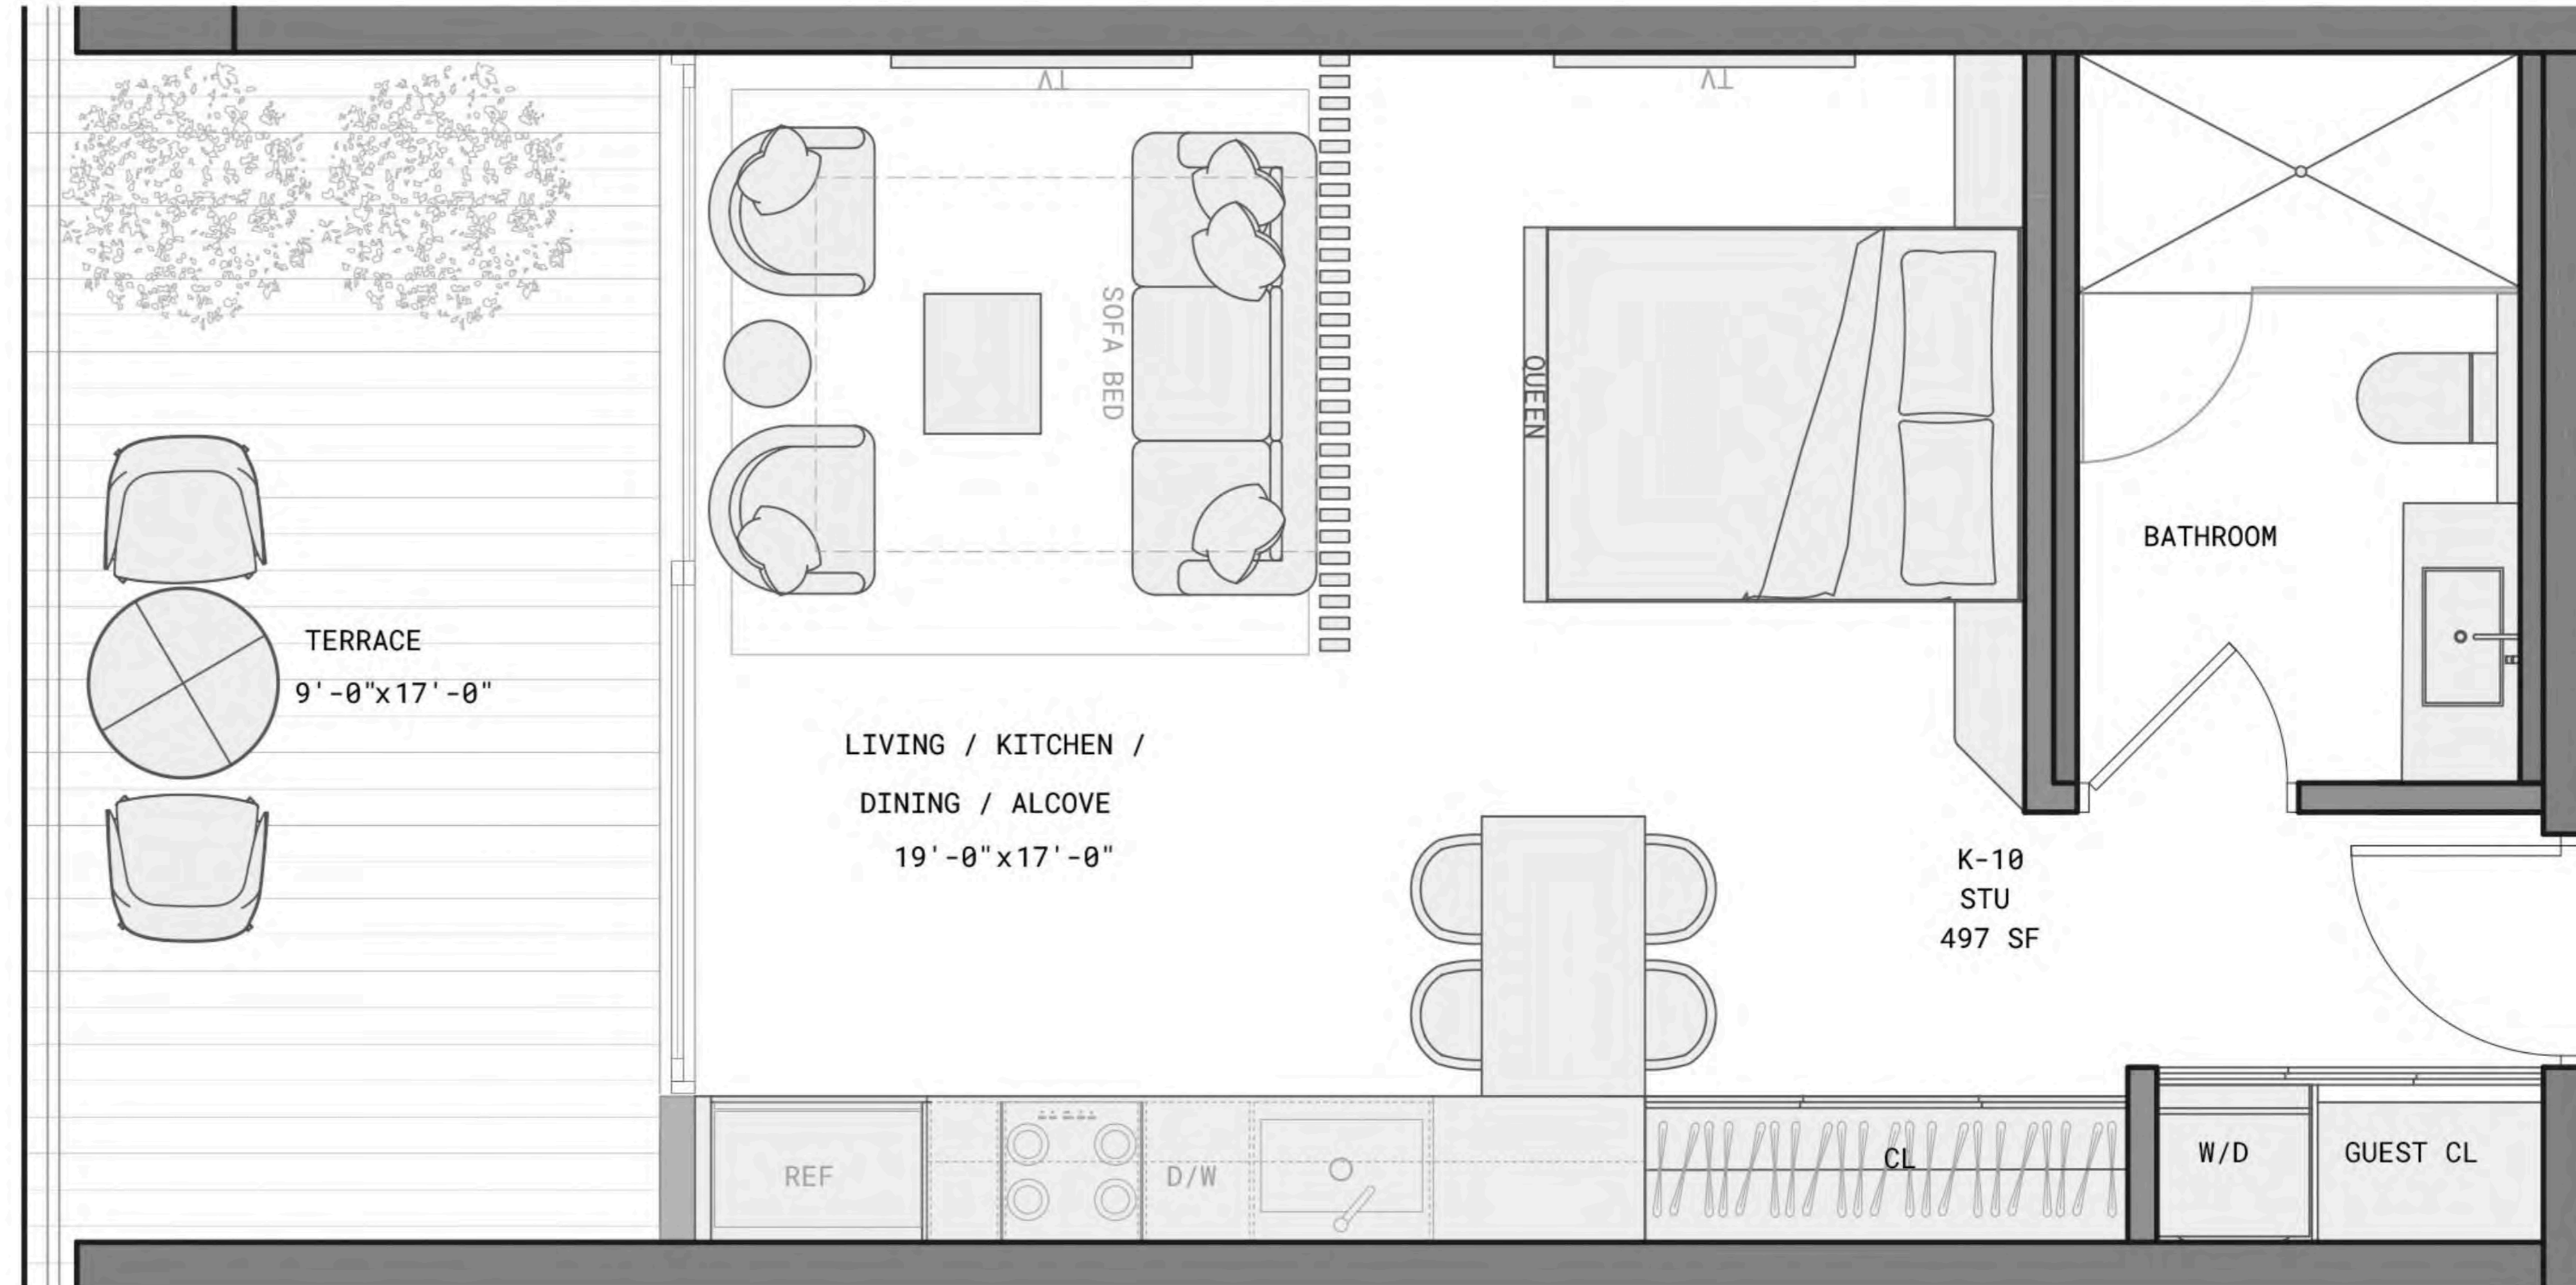 TV
TV
SOFA BED
QUEEN
BATHROOM
TERRACE
9'-0"x17'-0"
LIVING / KITCHEN /
DINING / ALCOVE
19'-0"x17'-0"
K-10
STU
497 SF
REF
D/W
CL
W/D
GUEST CL